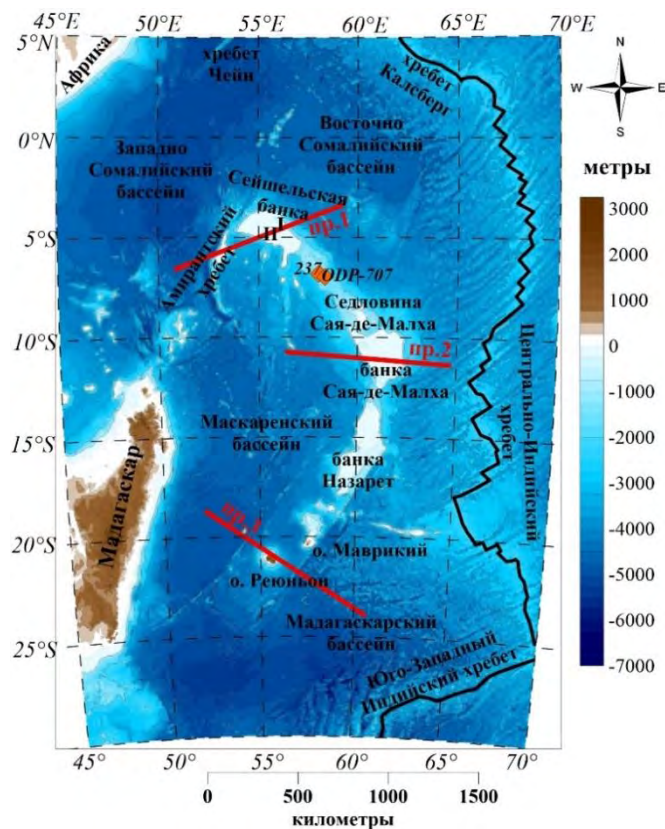 45°E 50°E 55°E 60°E 65°E 70°E
5°N
Африка
хребет
Чейн
хребет
Калсберг
N
W E
S
0°N
Западно
Сомалийский
бассейн
Восточно
Сомалийский
бассейн
метры
3000
2000
1000
0
-1000
-2000
-3000
-4000
-5000
-6000
-7000
Сейшельская
банка
I
II
пр.1
5°S
Амирантский
хребет
237 ODP-707
Седловина
Сая-де-Малха
10°S
пр.2
банка
Сая-де-Малха
Центрально-Индийский
хребет
Маскаренский
бассейн
15°S
банка
Назарет
Мадагаскар
пр.3
20°S
о. Маврикий
о. Реюньон
Мадагаскарский
бассейн
25°S
Юго-Западный
Индийский хребет
45° 50° 55° 60° 65° 70°
0 500 1000 1500
километры